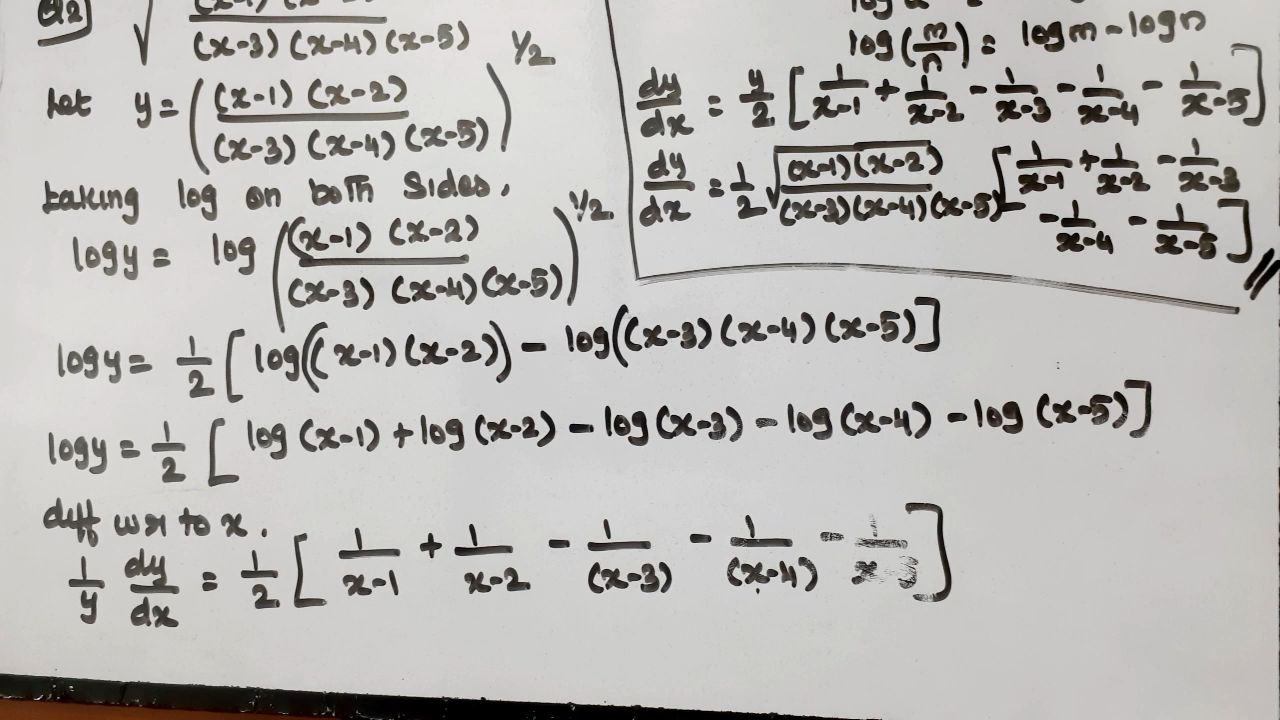 Q2] √
(x-3) (x-4) (x-5)
Let y = ( (x-1) (x-2) / (x-3) (x-4) (x-5) )^1/2
taking log on both sides,
log y = log ( (x-1) (x-2) / (x-3) (x-4) (x-5) )^1/2
log y = 1/2 [ log((x-1) (x-2)) - log((x-3) (x-4) (x-5) ]
log y = 1/2 [ log (x-1) + log (x-2) - log (x-3) - log (x-4) - log (x-5) ]
diff wr to x.
1/y dy/dx = 1/2 [ 1/x-1 + 1/x-2 - 1/(x-3) - 1/(x-4) - 1/x ]
log (m/n) = log m - log n
dy/dx = y/2 [ 1/x-1 + 1/x-2 - 1/x-3 - 1/x-4 - 1/x-5 ]
dy/dx = 1/2 √ (x-1) (x-2) / (x-3) (x-4) (x-5) [ 1/x-1 + 1/x-2 - 1/x-3
- 1/x-4 - 1/x-5 ] //